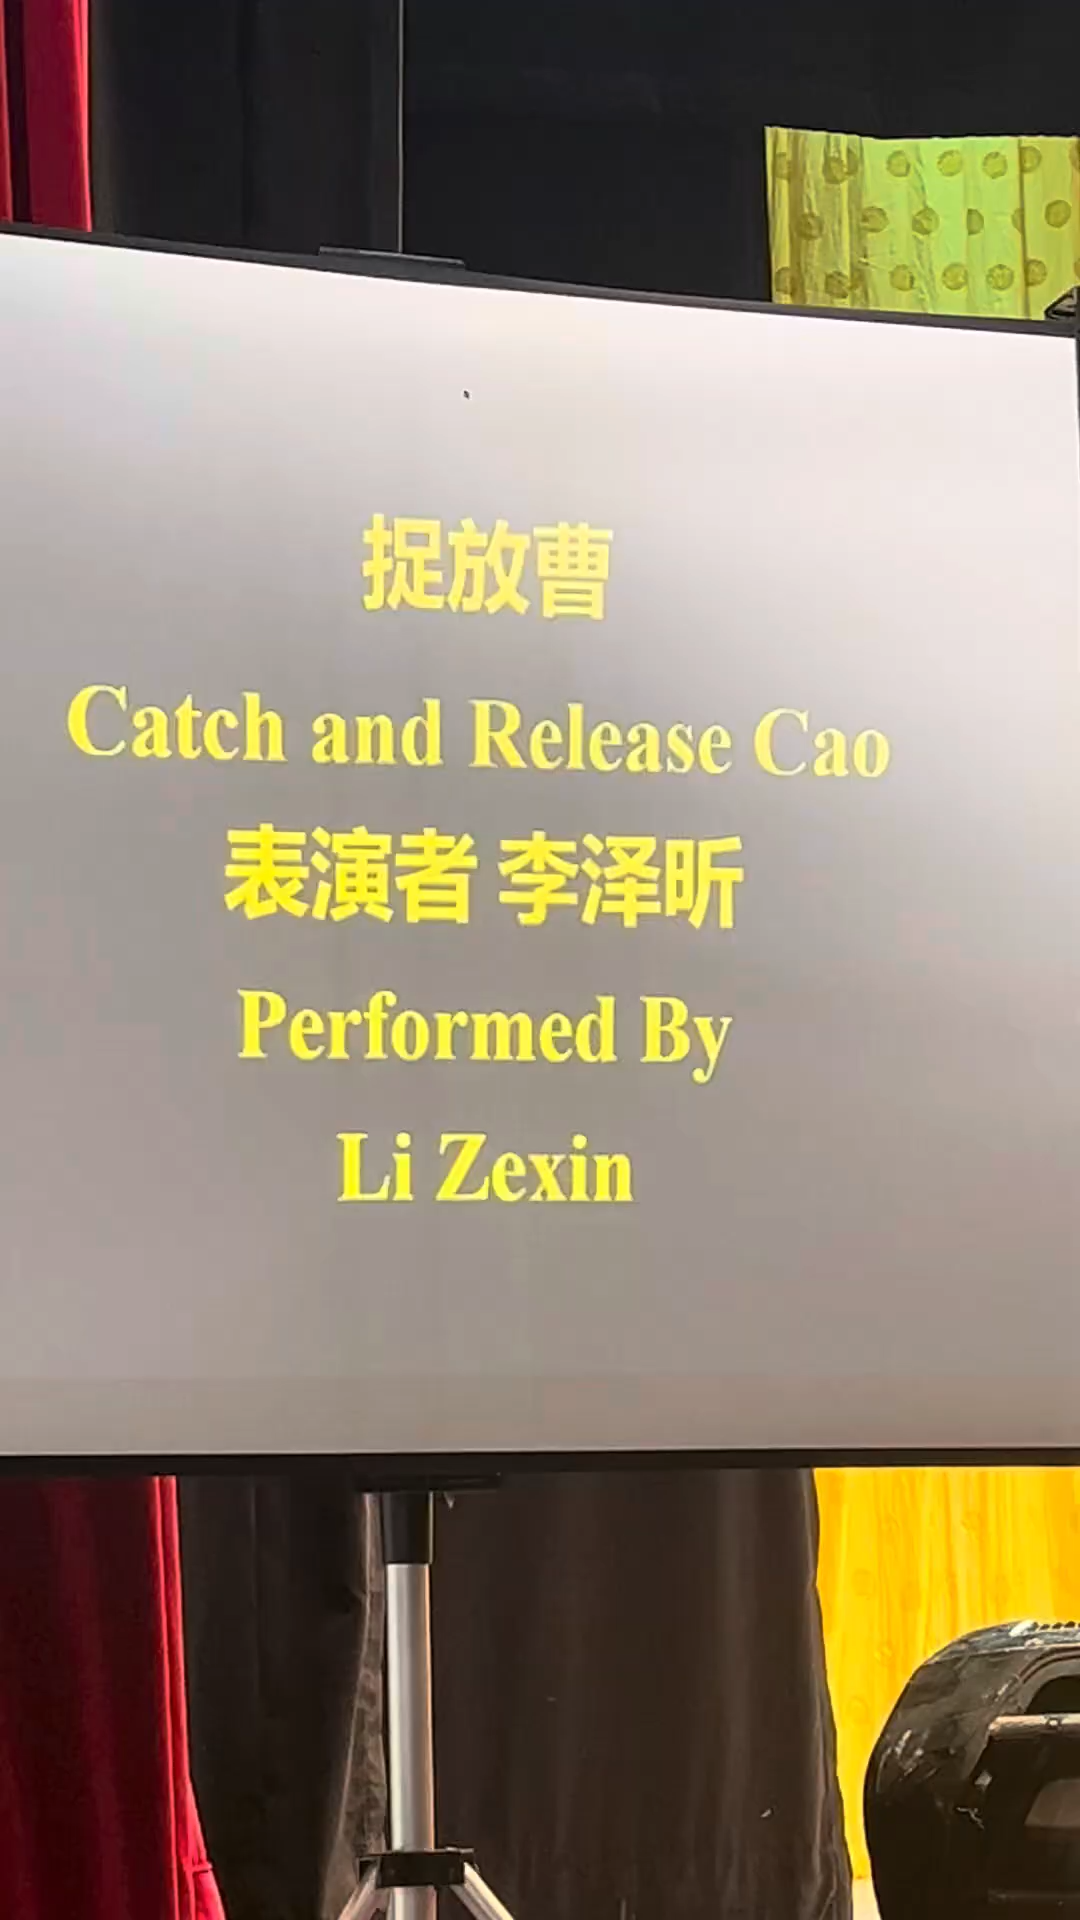 捉放曹
Catch and Release Cao
表演者 李泽昕
Performed By
Li Zexin